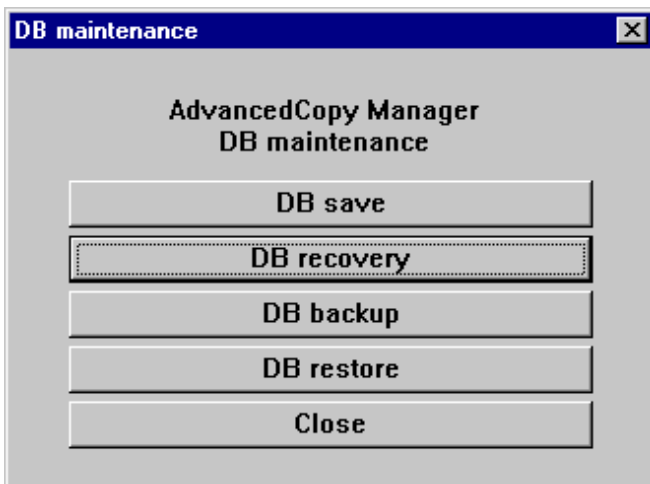 DB maintenance
AdvancedCopy Manager
DB maintenance
DB save
DB recovery
DB backup
DB restore
Close